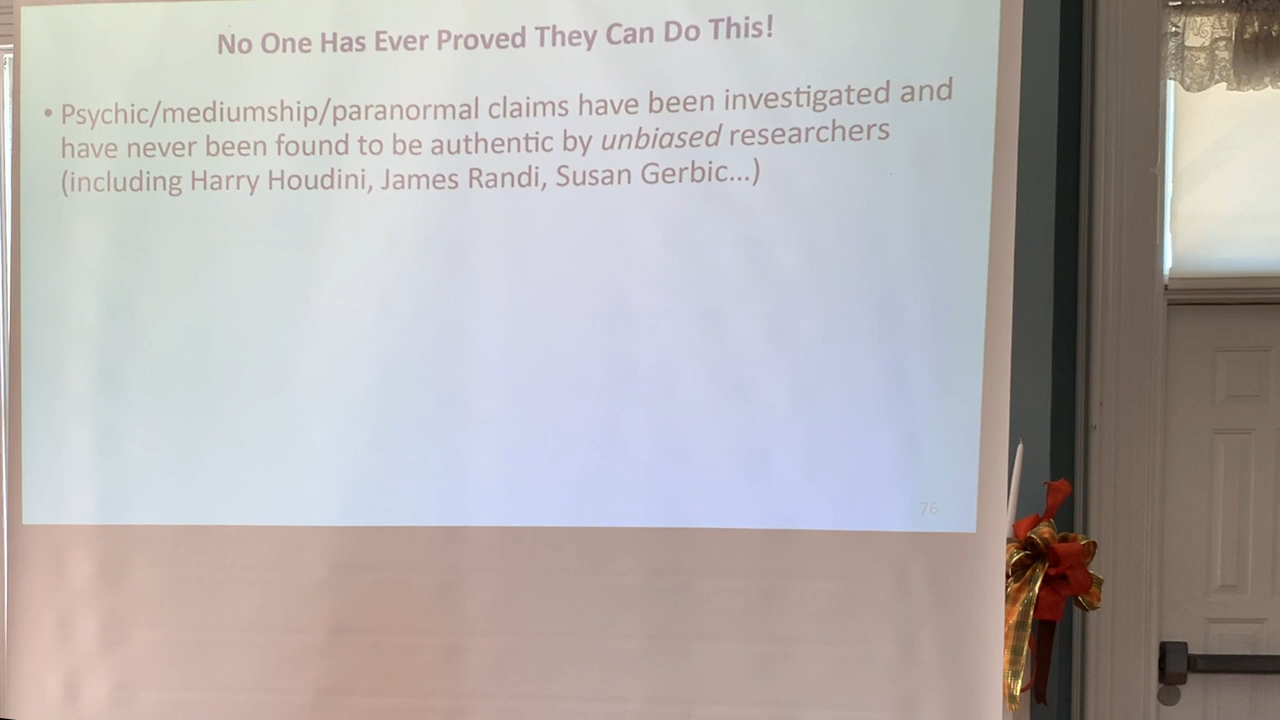 No One Has Ever Proved They Can Do This!
• Psychic/mediumship/paranormal claims have been investigated and
have never been found to be authentic by unbiased researchers
(including Harry Houdini, James Randi, Susan Gerbic...)
76